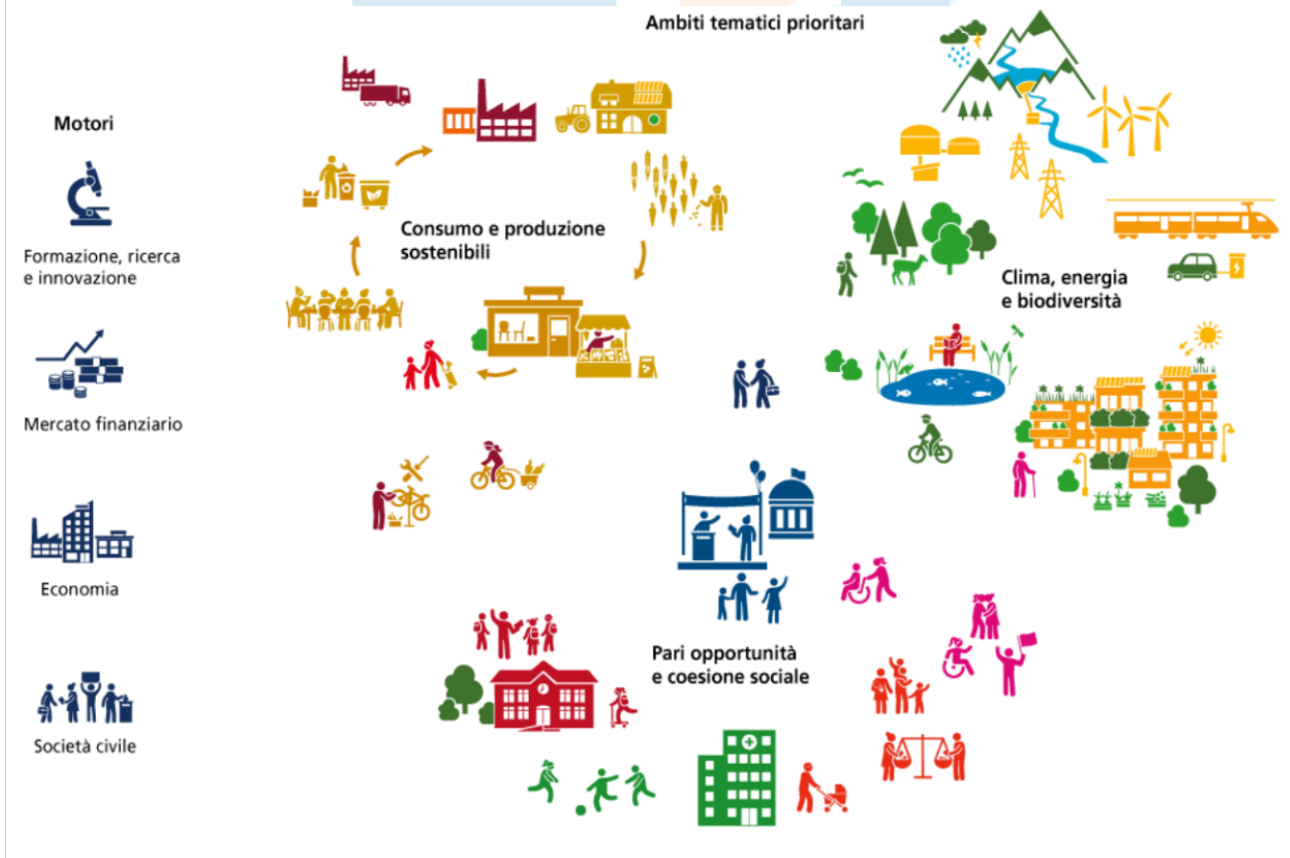 Ambiti tematici prioritari
Motori
Formazione, ricerca
e innovazione
Mercato finanziario
Economia
Società civile
Consumo e produzione
sostenibili
Clima, energia
e biodiversità
Pari opportunità
e coesione sociale